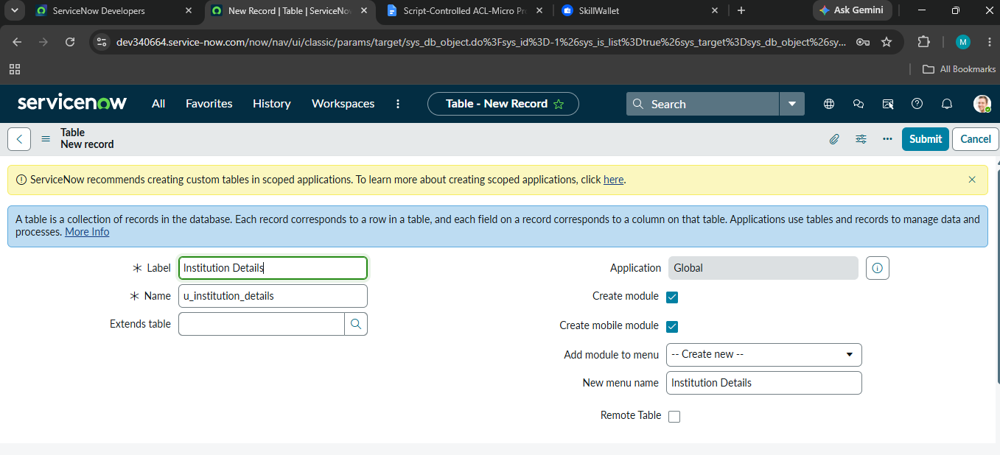 ServiceNow Developers
New Record | Table | ServiceNow
Script-Controlled ACL-Micro Pro
SkillWallet
Ask Gemini
dev340664.service-now.com/now/nav/ui/classic/params/target/sys_db_object.do%3Fsys_id%3D-1%26sys_is_list%3Dtrue%26sys_target%3Dsys_db_object%26sy...
M
All Bookmarks
servicenow
All
Favorites
History
Workspaces
Table - New Record
Search
Table
New record
Submit
Cancel
ServiceNow recommends creating custom tables in scoped applications. To learn more about creating scoped applications, click here.
A table is a collection of records in the database. Each record corresponds to a row in a table, and each field on a record corresponds to a column on that table. Applications use tables and records to manage data and
processes. More Info
Label
Institution Details
Name
u_institution_details
Extends table
Application
Global
Create module
Create mobile module
Add module to menu
-- Create new --
New menu name
Institution Details
Remote Table